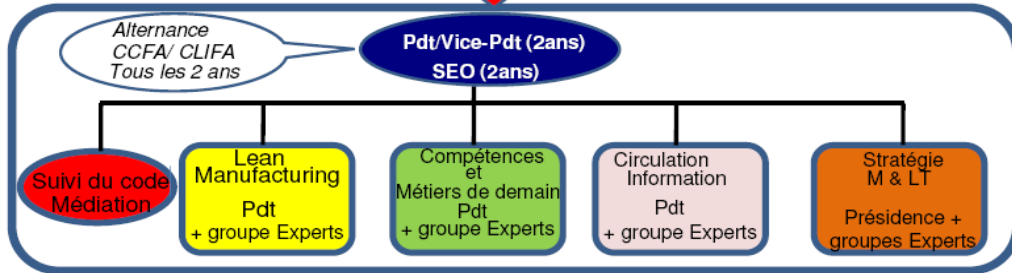 Alternance
CCFA/ CLIFA
Tous les 2 ans
Pdt/Vice-Pdt (2ans)
SEO (2ans)
Suivi du code
Médiation
Lean
Manufacturing
Pdt
+ groupe Experts
Compétences
et
Métiers de demain
Pdt
+ groupe Experts
Circulation
Information
Pdt
+ groupe Experts
Stratégie
M & LT
Présidence +
groupes Experts